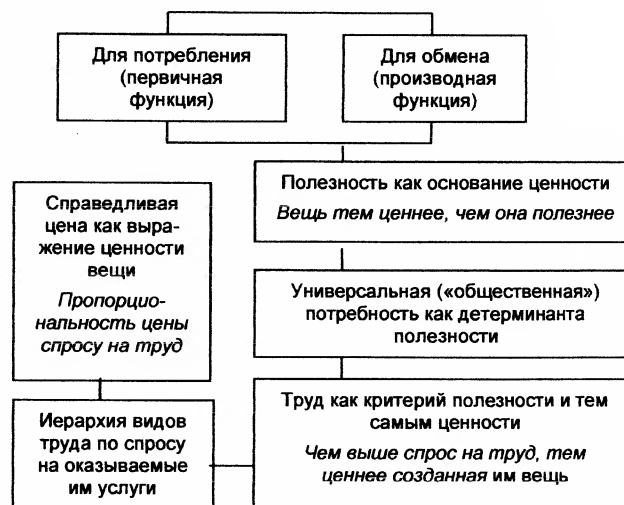 Для потребления
(первичная
функция)
Для обмена
(производная
функция)
Полезность как основание ценности
Вещь тем ценнее, чем она полезнее
Справедливая
цена как выра-
жение ценности
вещи
Пропорцио-
нальность цены
спросу на труд
Универсальная («общественная»)
потребность как детерминанта
полезности
Труд как критерий полезности и тем
самым ценности
Чем выше спрос на труд, тем
ценнее созданная им вещь
Иерархия видов
труда по спросу
на оказываемые
им услуги